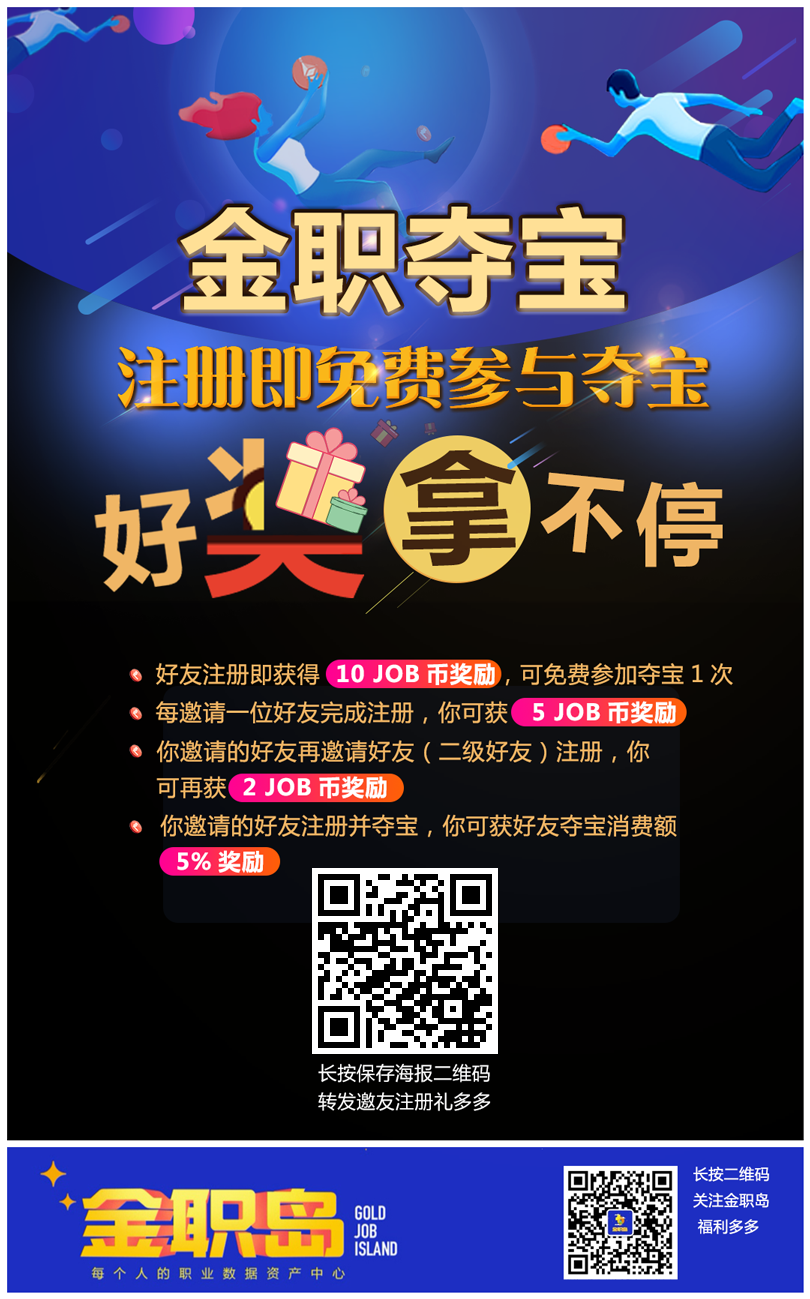 金职夺宝
注册即免费参与夺宝
好奖拿不停
好友注册即获得 10 JOB 币奖励，可免费参加夺宝 1 次
每邀请一位好友完成注册，你可获 5 JOB 币奖励
你邀请的好友再邀请好友（二级好友）注册，你
可再获 2 JOB 币奖励
你邀请的好友注册并夺宝，你可获好友夺宝消费额
5% 奖励
长按保存海报二维码
转发邀友注册礼多多
金职岛
GOLD
JOB
ISLAND
每个人的职业数据资产中心
长按二维码
关注金职岛
福利多多